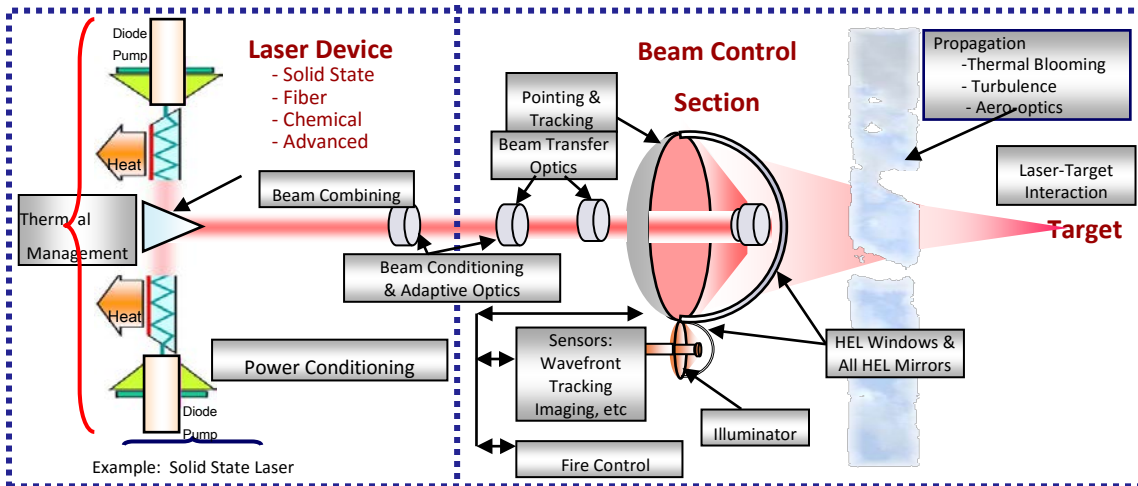 Diode
Pump
Laser Device
- Solid State
- Fiber
- Chemical
- Advanced
Heat
Beam Combining
Thermal
Management
Heat
Power Conditioning
Diode
Pump
Example:  Solid State Laser
Beam Control
Section
Pointing &
Tracking
Beam Transfer
Optics
Beam Conditioning
& Adaptive Optics
Sensors:
Wavefront
Tracking
Imaging, etc
Fire Control
Illuminator
HEL Windows &
All HEL Mirrors
Propagation
-Thermal Blooming
- Turbulence
- Aero-optics
Laser-Target
Interaction
Target